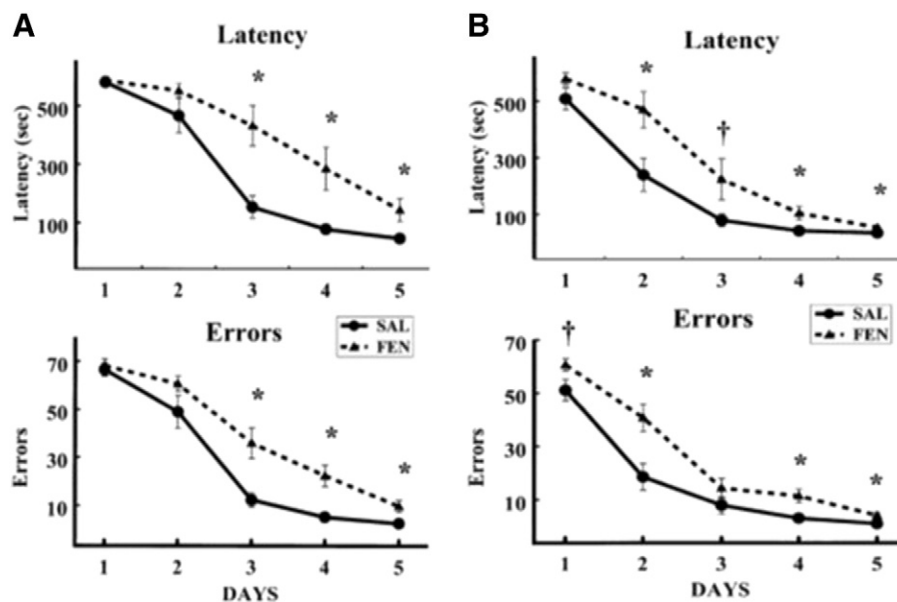 A
Latency
Latency (sec)
500
300
100
*
*
*
1 2 3 4 5
Errors
SAL
FEN
Errors
70
50
30
10
*
*
*
1 2 3 4 5
DAYS
B
Latency
Latency (sec)
500
300
100
*
†
*
*
1 2 3 4 5
Errors
SAL
FEN
Errors
70
50
30
10
†
*
*
*
1 2 3 4 5
DAYS